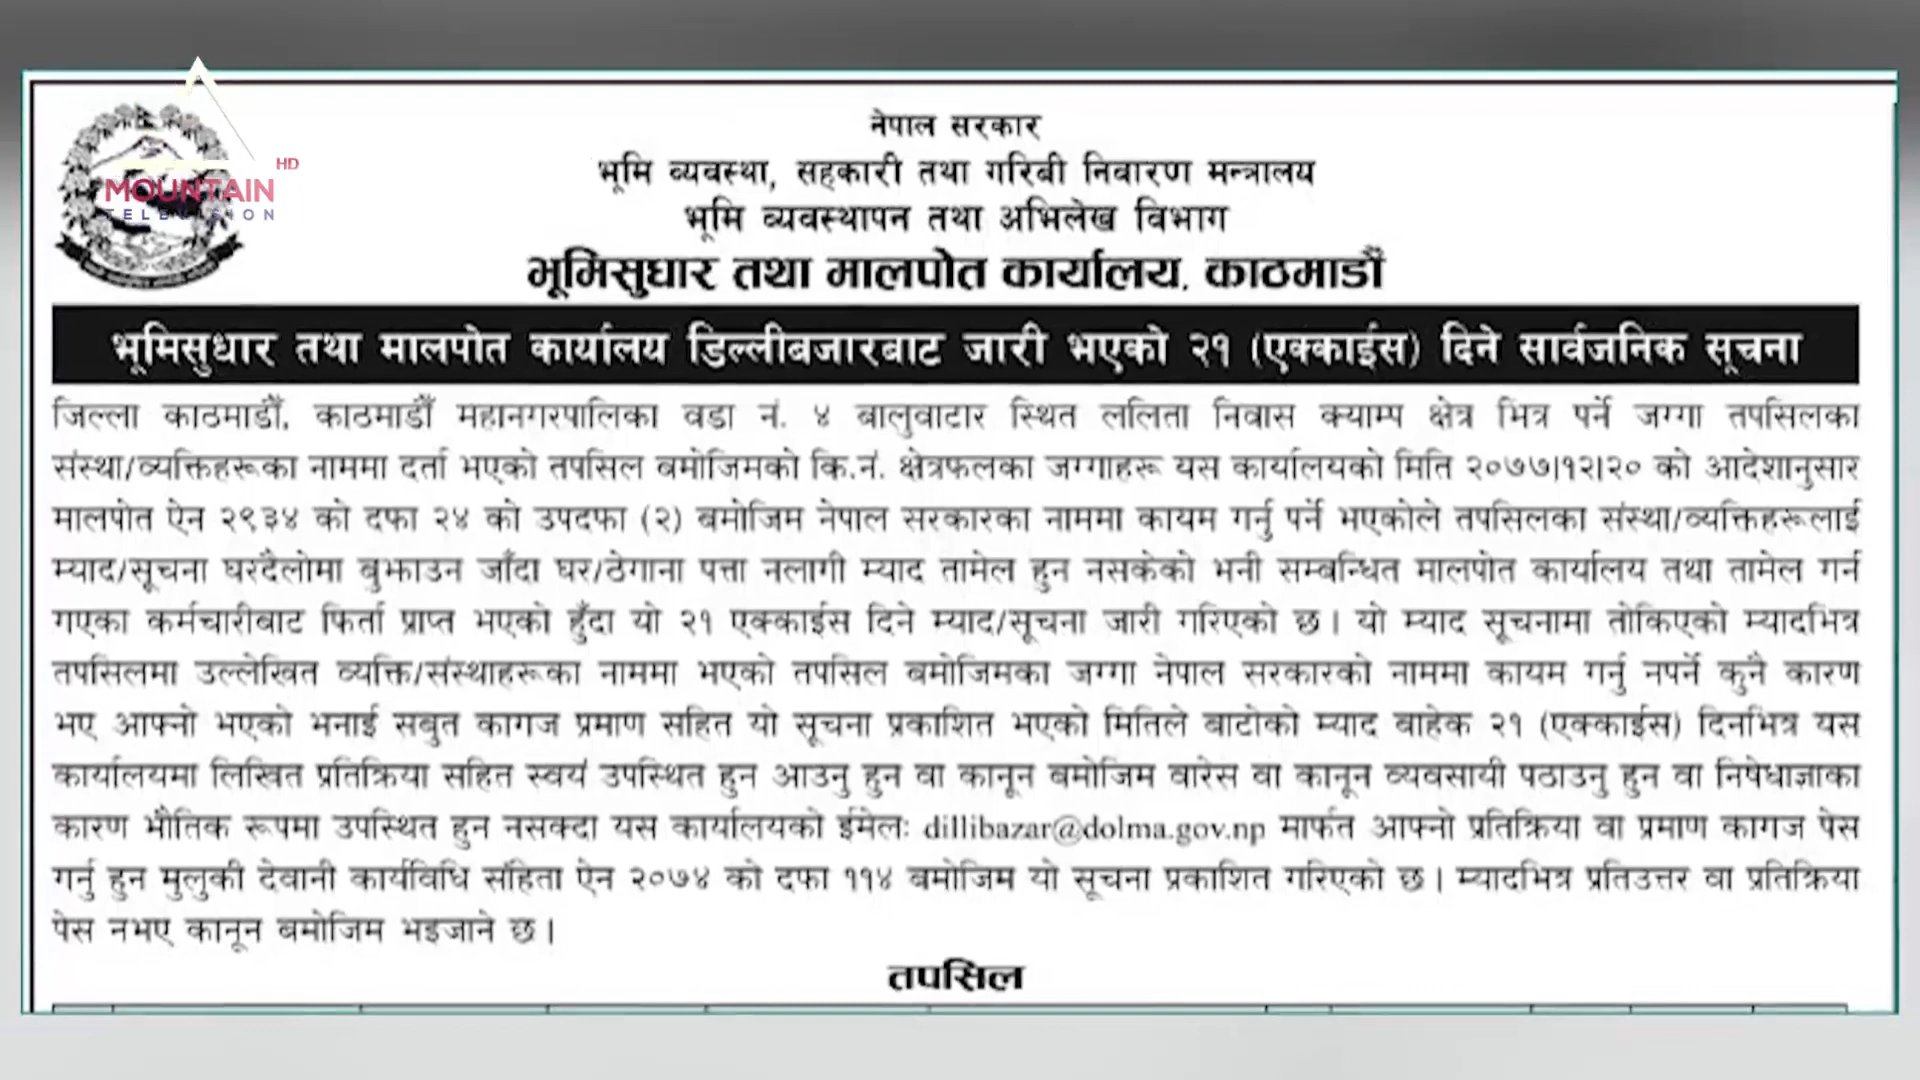 HD
MOUNTAIN
TELEVISION
नेपाल सरकार
भूमि व्यवस्था, सहकारी तथा गरिबी निवारण मन्त्रालय
भूमि व्यवस्थापन तथा अभिलेख विभाग
भूमिसुधार तथा मालपोत कार्यालय, काठमाडौँ
भूमिसुधार तथा मालपोत कार्यालय डिल्लीबजारबाट जारी भएको २१ (एक्काईस) दिने सार्वजनिक सूचना
जिल्ला काठमाडौँ, काठमाडौँ महानगरपालिका वडा नं. ४ बालुवाटार स्थित ललिता निवास क्याम्प क्षेत्र भित्र पर्ने जग्गा तपसिलका
संस्था/व्यक्तिहरूका नाममा दर्ता भएको तपसिल बमोजिमको कि.नं. क्षेत्रफलका जग्गाहरू यस कार्यालयको मिति २०७७।१२।२० को आदेशानुसार
मालपोत ऐन २९३४ को दफा २४ को उपदफा (२) बमोजिम नेपाल सरकारका नाममा कायम गर्नु पर्ने भएकोले तपसिलका संस्था/व्यक्तिहरूलाई
म्याद/सूचना घरदैलोमा बुझाउन जाँदा घर/ठेगाना पत्ता नलागी म्याद तामेल हुन नसकेको भनी सम्बन्धित मालपोत कार्यालय तथा तामेल गर्न
गएका कर्मचारीबाट फिर्ता प्राप्त भएको हुँदा यो २१ एक्काईस दिने म्याद/सूचना जारी गरिएको छ। यो म्याद सूचनामा तोकिएको म्यादभित्र
तपसिलमा उल्लेखित व्यक्ति/संस्थाहरूका नाममा भएको तपसिल बमोजिमका जग्गा नेपाल सरकारको नाममा कायम गर्नु नपर्ने कुनै कारण
भए आफ्नो भएको भनाई सबुत कागज प्रमाण सहित यो सूचना प्रकाशित भएको मितिले बाटोको म्याद बाहेक २१ (एक्काईस) दिनभित्र यस
कार्यालयमा लिखित प्रतिक्रिया सहित स्वयं उपस्थित हुन आउनु हुन वा कानून बमोजिम वारेस वा कानून व्यवसायी पठाउनु हुन वा निषेधाज्ञाका
कारण भौतिक रूपमा उपस्थित हुन नसक्दा यस कार्यालयको ईमेलः dillibazar@dolma.gov.np मार्फत आफ्नो प्रतिक्रिया वा प्रमाण कागज पेस
गर्नु हुन मुलुकी देवानी कार्यविधि संहिता ऐन २०७४ को दफा ११४ बमोजिम यो सूचना प्रकाशित गरिएको छ। म्यादभित्र प्रतिउत्तर वा प्रतिक्रिया
पेस नभए कानून बमोजिम भइजाने छ।
तपसिल